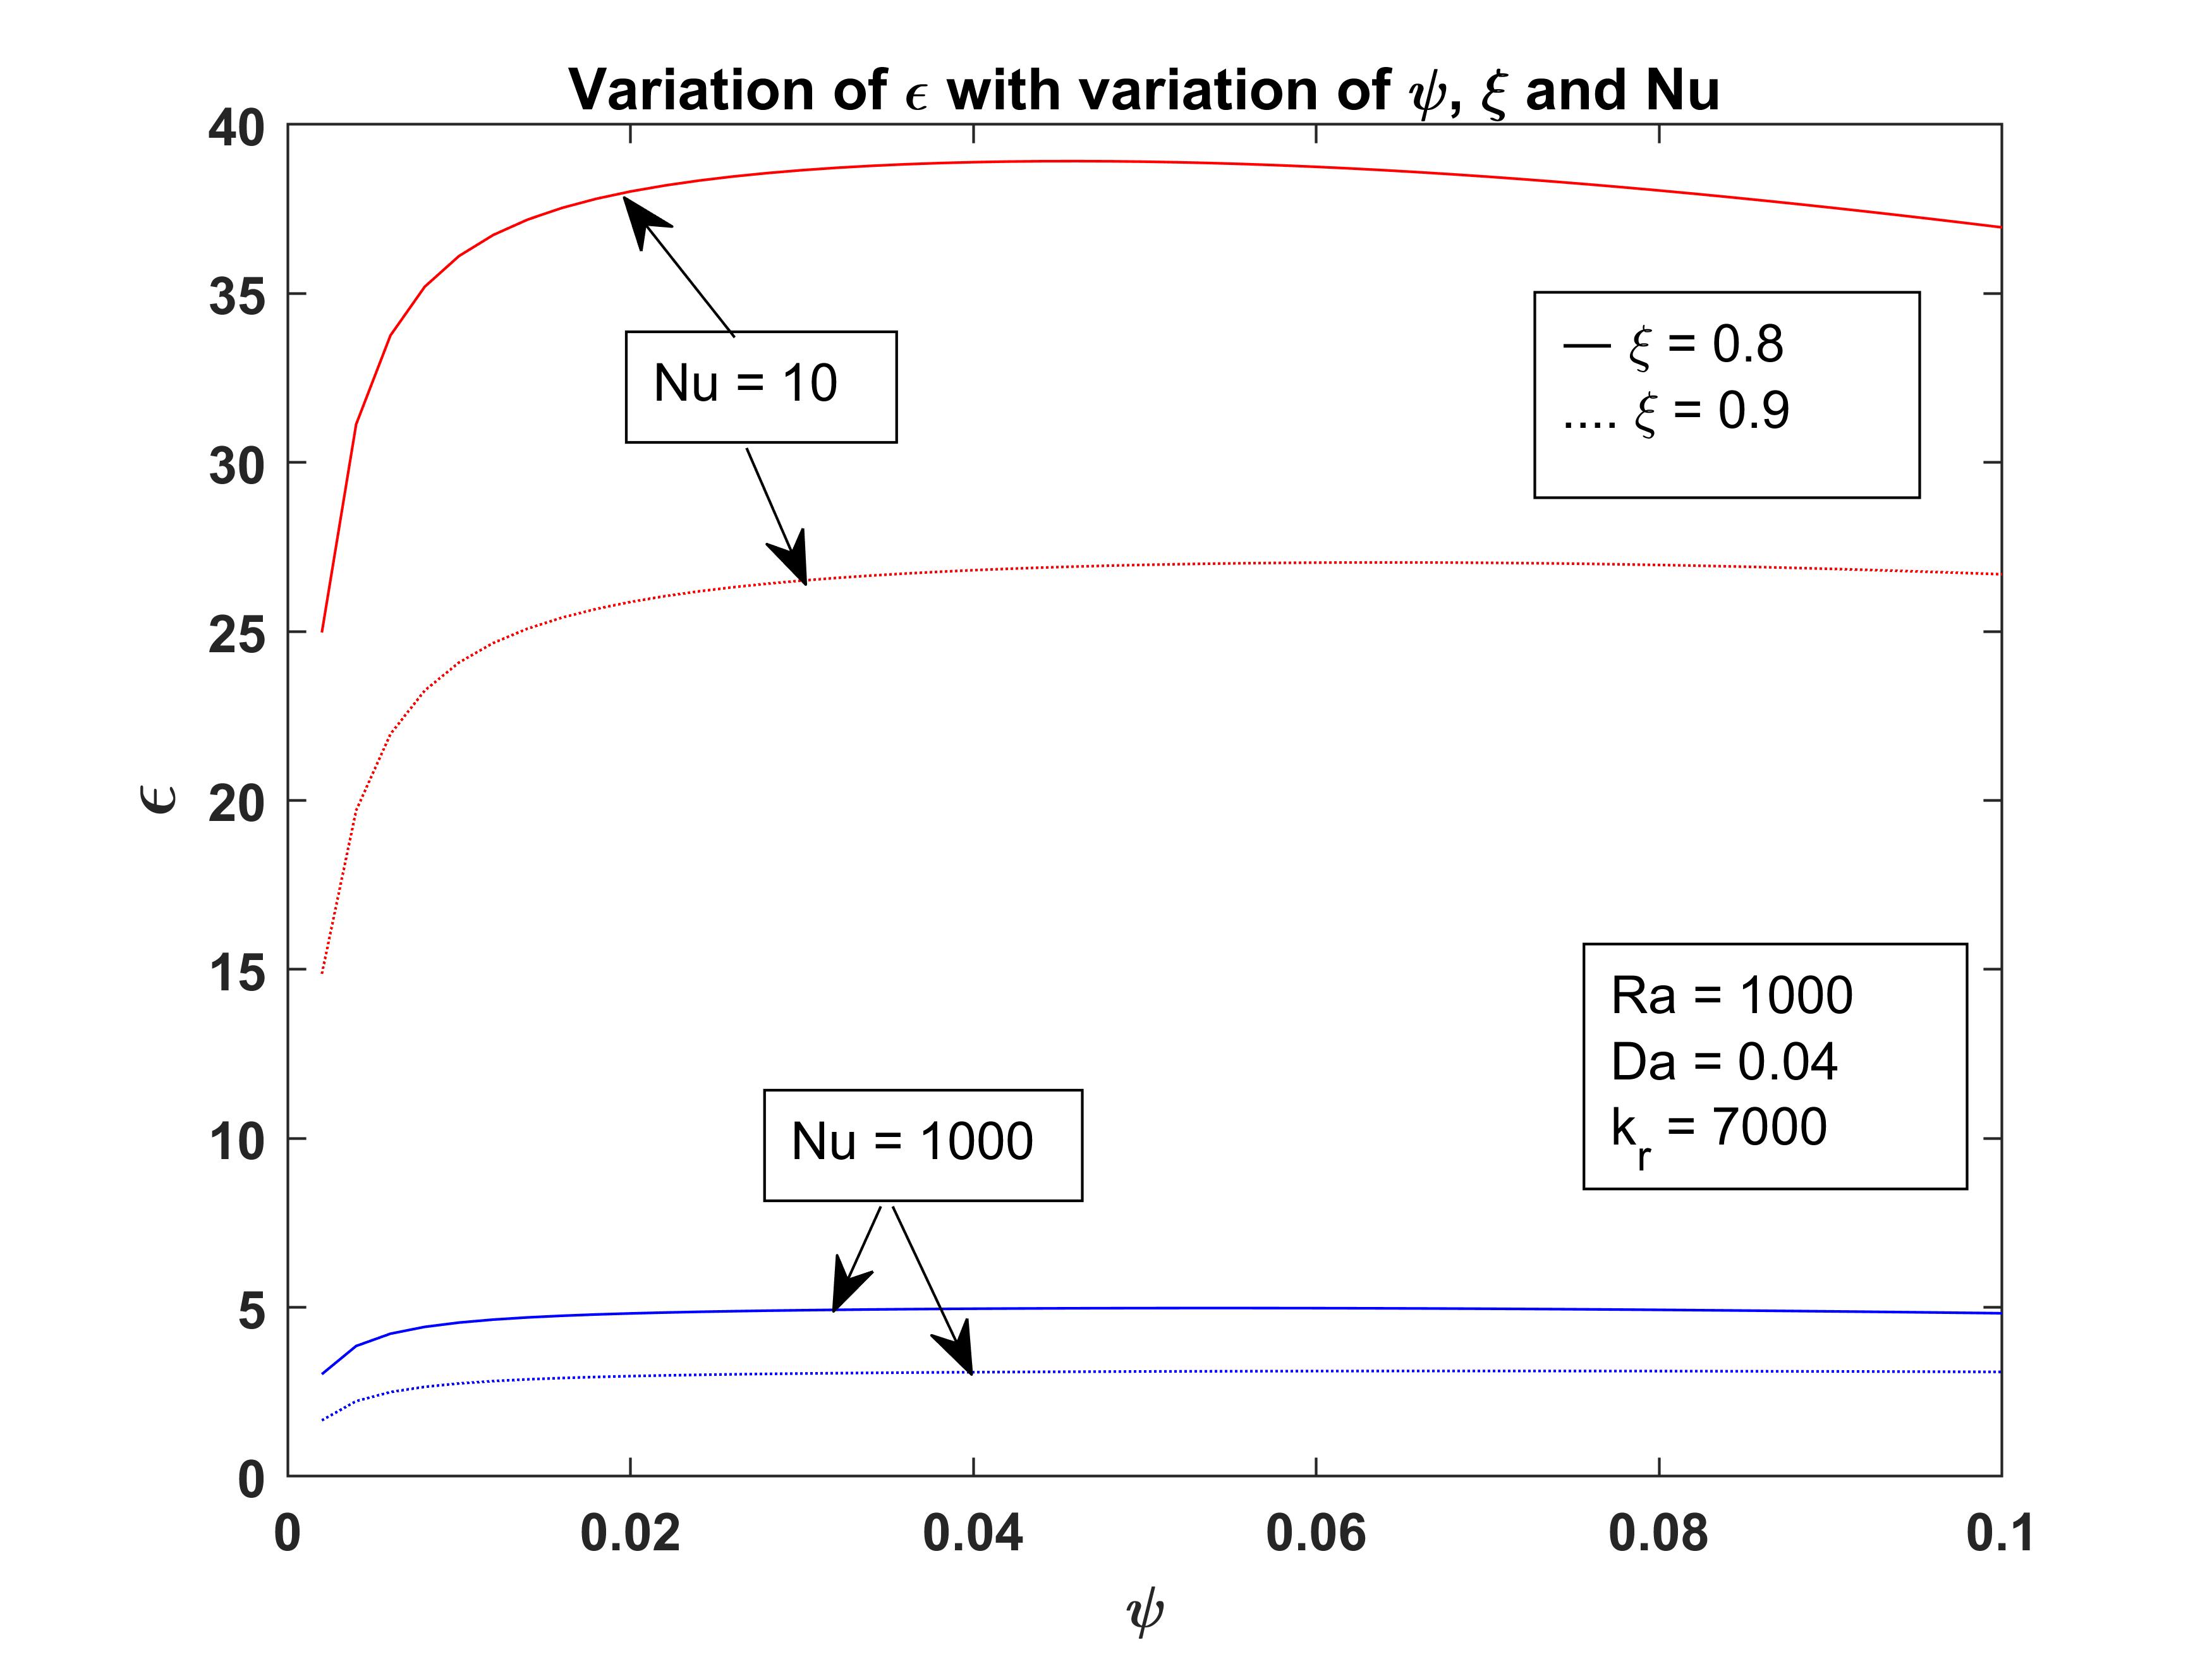 Variation of ϵ with variation of ψ, ξ and Nu
40
35
30
25
20
15
10
5
0
ϵ
Nu = 10
— ξ = 0.8
.... ξ = 0.9
Ra = 1000
Da = 0.04
k_r = 7000
Nu = 1000
0 0.02 0.04 0.06 0.08 0.1
ψ